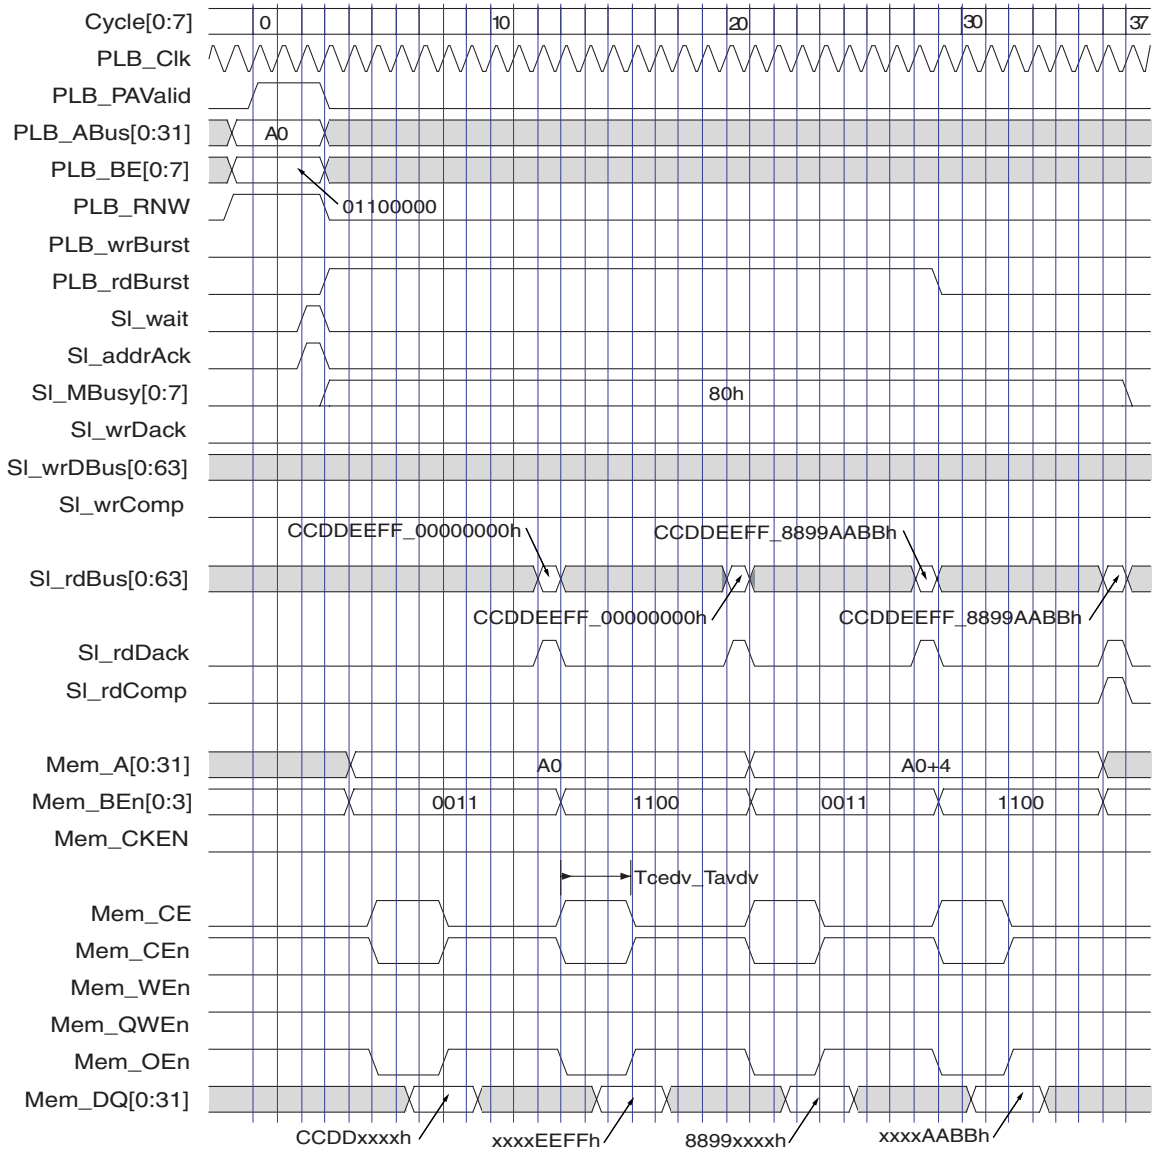 Cycle[0:7] 0 10 20 30 37
PLB_Clk
PLB_PAValid
PLB_ABus[0:31] A0
PLB_BE[0:7]
PLB_RNW 01100000
PLB_wrBurst
PLB_rdBurst
Sl_wait
Sl_addrAck
Sl_MBusy[0:7] 80h
Sl_wrDack
Sl_wrDBus[0:63]
Sl_wrComp
CCDDEEFF_00000000h CCDDEEFF_8899AABBh
Sl_rdBus[0:63]
CCDDEEFF_00000000h CCDDEEFF_8899AABBh
Sl_rdDack
Sl_rdComp
Mem_A[0:31] A0 A0+4
Mem_BEn[0:3] 0011 1100 0011 1100
Mem_CKEN
Tcedv_Tavdv
Mem_CE
Mem_CEn
Mem_WEn
Mem_QWEn
Mem_OEn
Mem_DQ[0:31]
CCDDxxxxh xxxxEEFFh 8899xxxxh xxxxAABBh